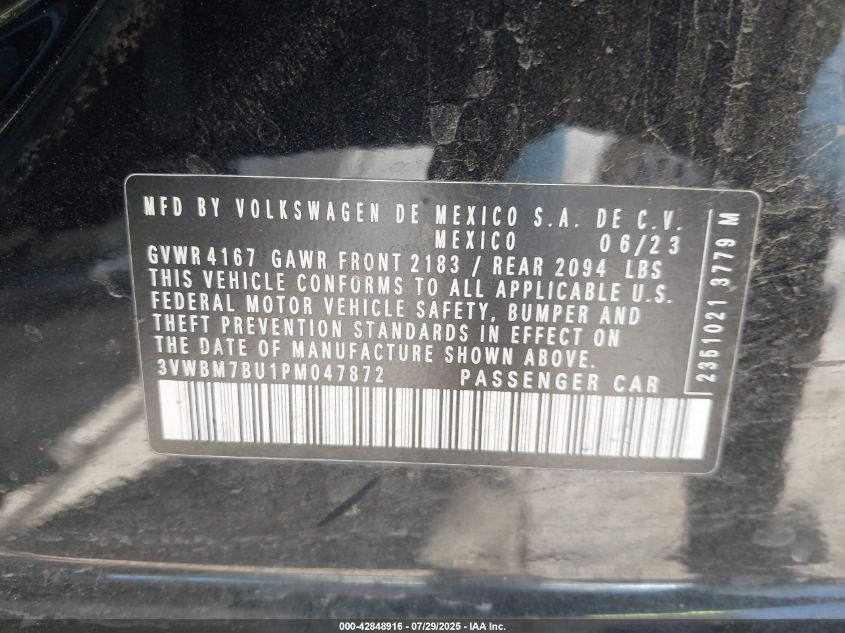 MFD BY VOLKSWAGEN DE MEXICO S.A. DE C.V.
MEXICO 06/23
GVWR 4167 GAWR FRONT 2183 / REAR 2094 LBS
THIS VEHICLE CONFORMS TO ALL APPLICABLE U.S.
FEDERAL MOTOR VEHICLE SAFETY, BUMPER AND
THEFT PREVENTION STANDARDS IN EFFECT ON
THE DATE OF MANUFACTURE SHOWN ABOVE.
3VWBM7BU1PM047872 PASSENGER CAR
2351021 3779 M
000-42848916 / 07/29/2025 - IAA Inc.